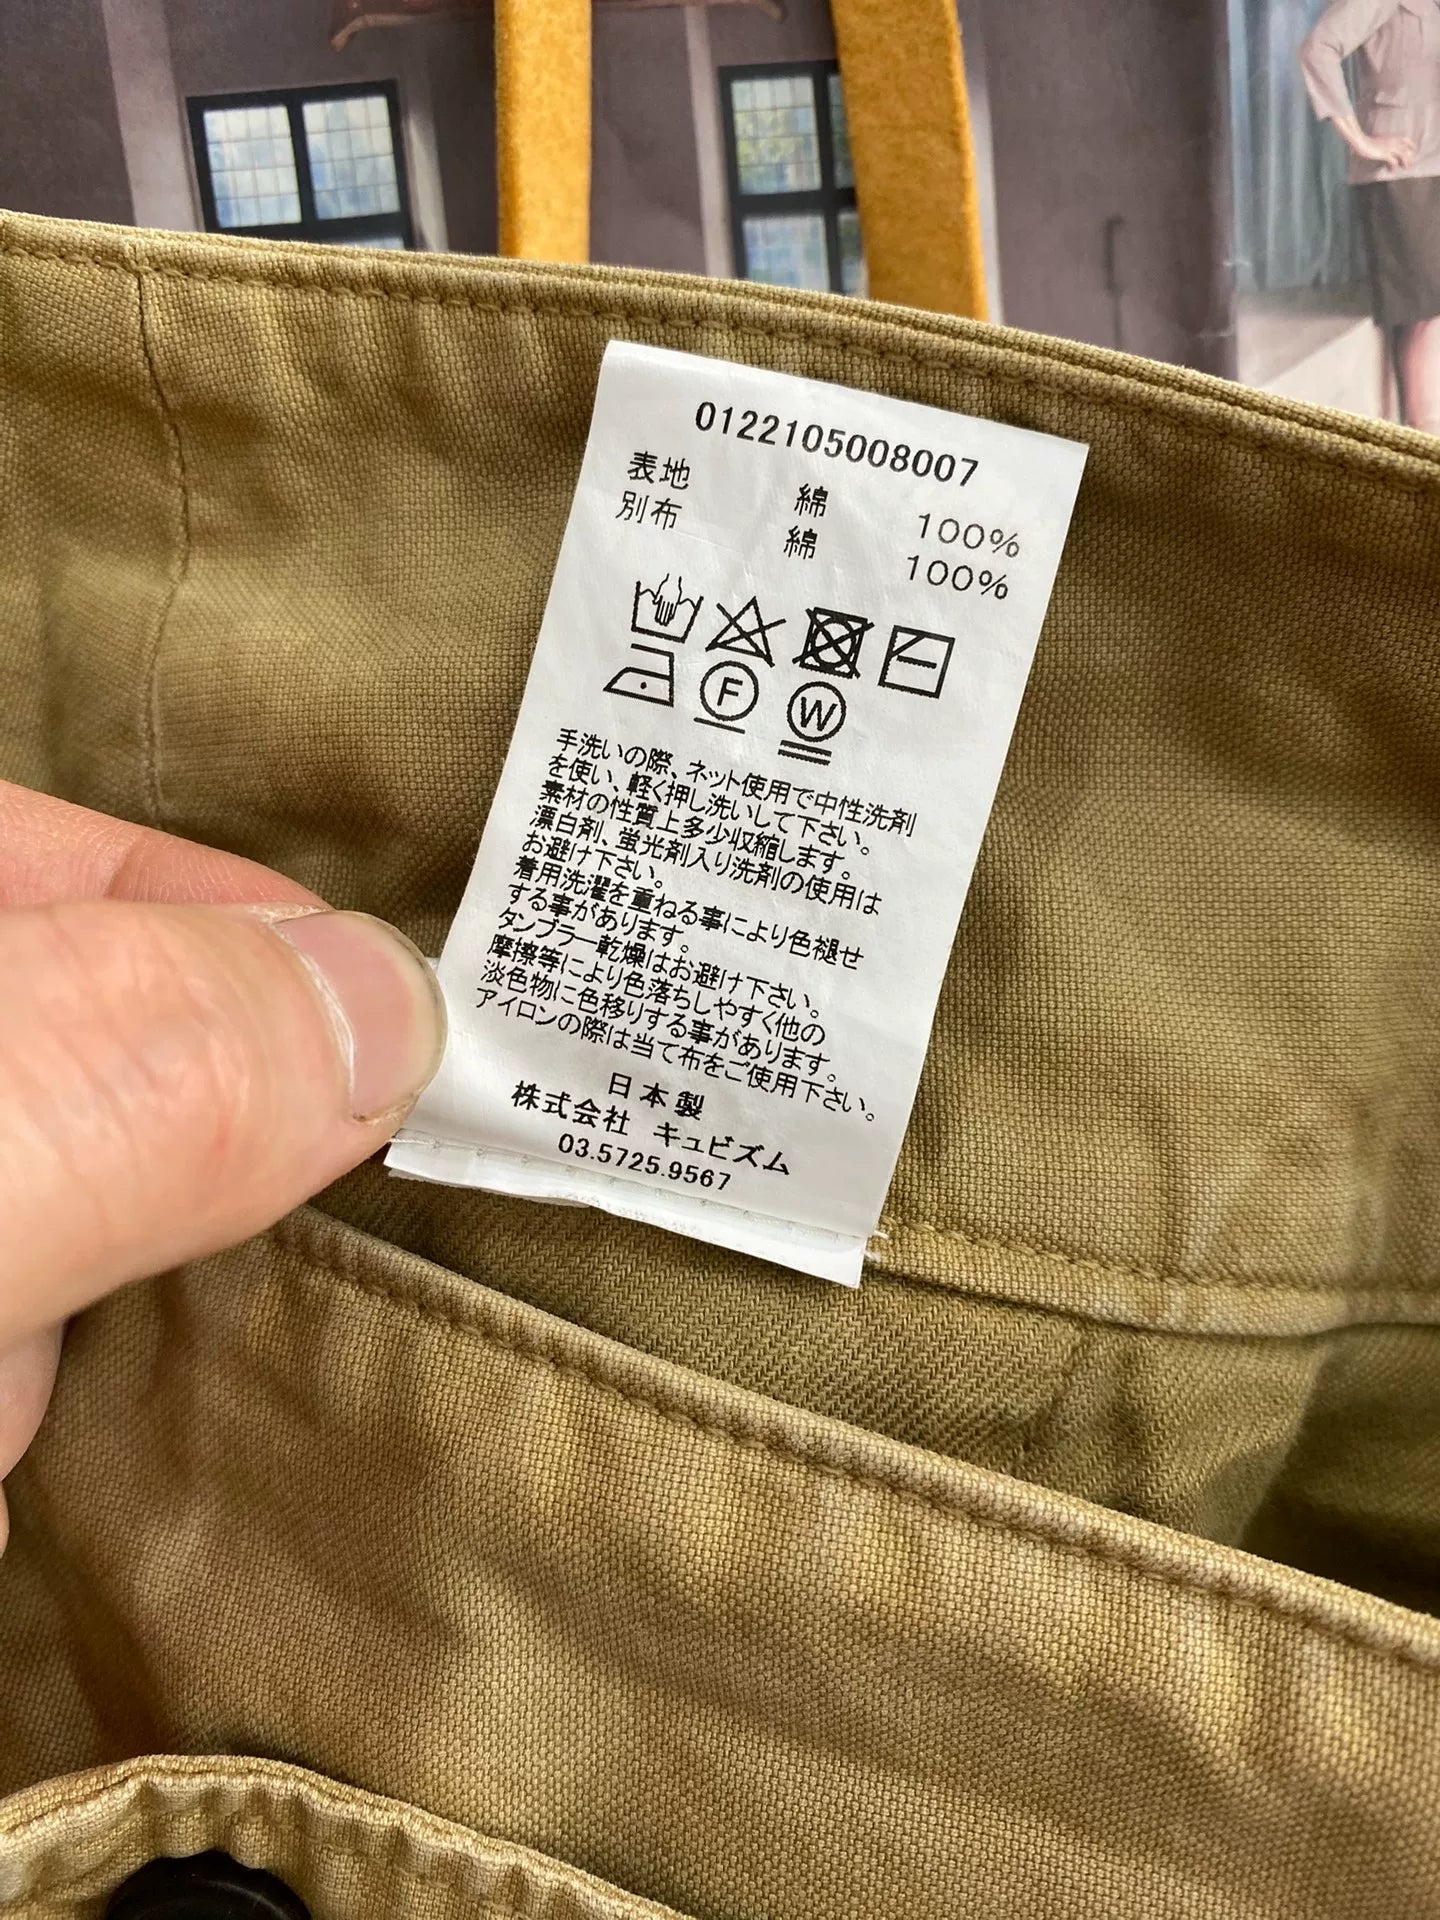 0122105008007
表地 綿 100%
別布 綿 100%
F W
手洗いの際、ネット使用で中性洗剤
を使い、軽く押し洗いして下さい。
素材の性質上多少収縮します。
漂白剤、蛍光剤入り洗剤の使用は
お避け下さい。
着用洗濯を重ねる事により色褪せ
する事があります。
タンブラー乾燥はお避け下さい。
摩擦等により色落ちしやすく他の
淡色物に色移りする事があります。
アイロンの際は当て布をご使用下さい。
日本製
株式会社 キュビズム
03.5725.9567